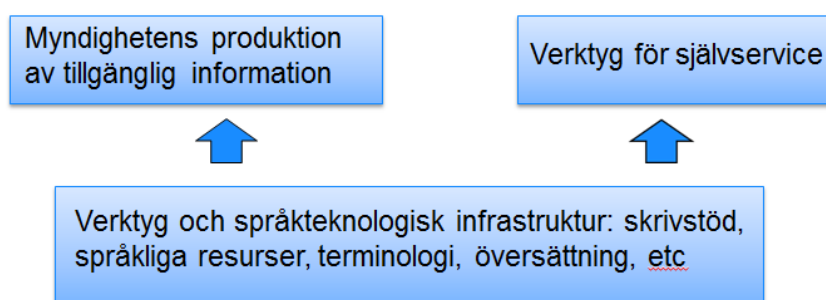 Myndighetens produktion
av tillgänglig information
Verktyg för självservice
Verktyg och språkteknologisk infrastruktur: skrivstöd,
språkliga resurser, terminologi, översättning, etc